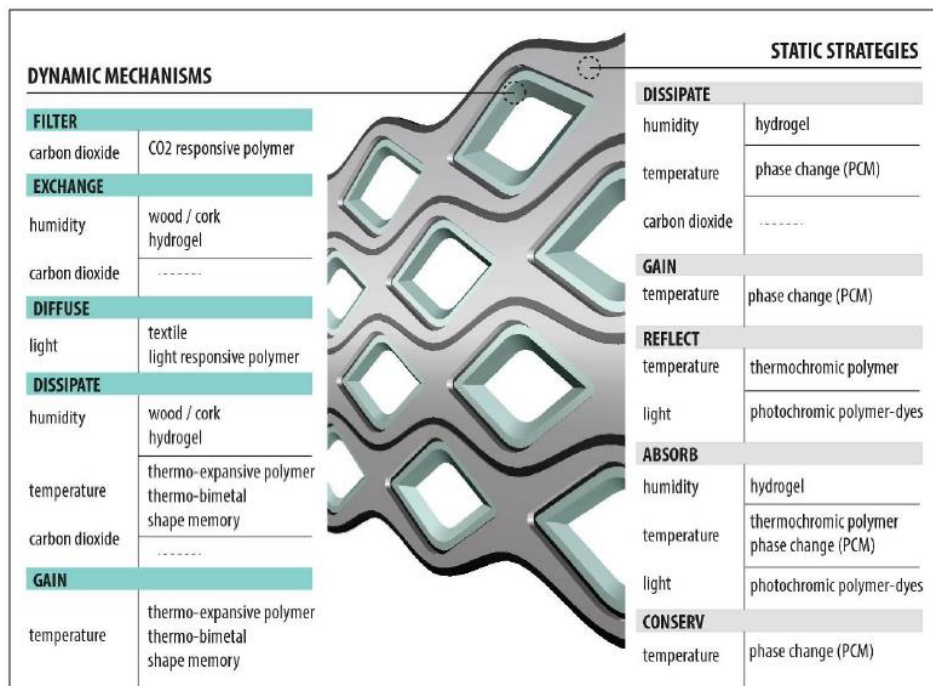 DYNAMIC MECHANISMS
FILTER
carbon dioxide CO2 responsive polymer
EXCHANGE
humidity wood / cork
hydrogel
carbon dioxide ------
DIFFUSE
light textile
light responsive polymer
DISSIPATE
humidity wood / cork
hydrogel
temperature thermo-expansive polymer
thermo-bimetal
shape memory
carbon dioxide ------
GAIN
temperature thermo-expansive polymer
thermo-bimetal
shape memory
STATIC STRATEGIES
DISSIPATE
humidity hydrogel
temperature phase change (PCM)
carbon dioxide ------
GAIN
temperature phase change (PCM)
REFLECT
temperature thermochromic polymer
light photochromic polymer-dyes
ABSORB
humidity hydrogel
temperature thermochromic polymer
phase change (PCM)
light photochromic polymer-dyes
CONSERV
temperature phase change (PCM)